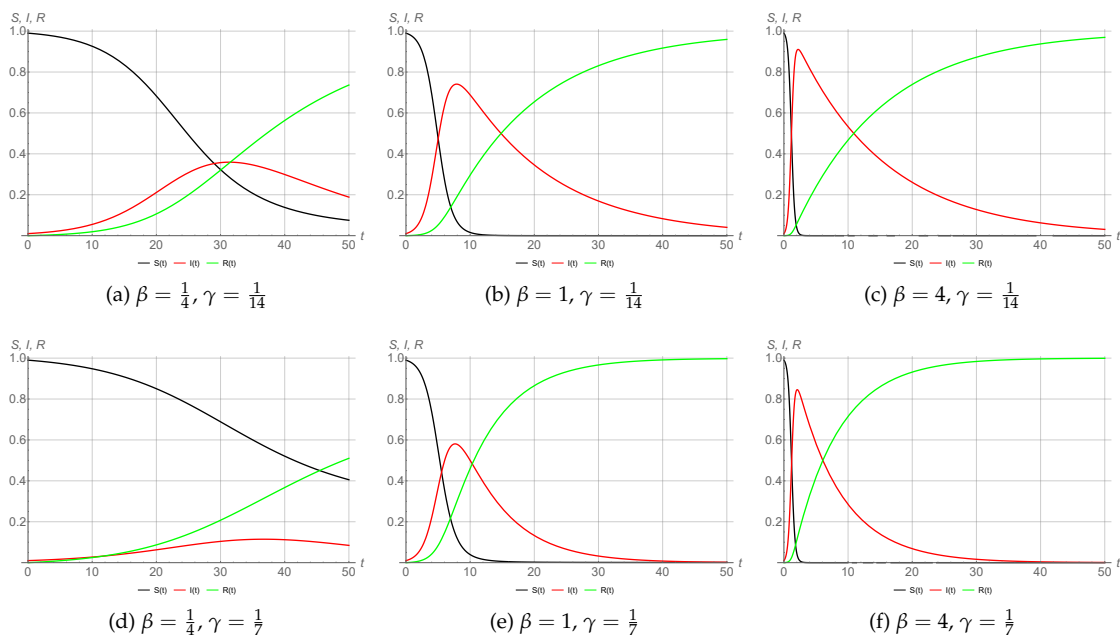 S, I, R
1.0
0.8
0.6
0.4
0.2
0 10 20 30 40 50 t
S(t) I(t) R(t)
(a) β = 1/4, γ = 1/14
S, I, R
1.0
0.8
0.6
0.4
0.2
0 10 20 30 40 50 t
S(t) I(t) R(t)
(b) β = 1, γ = 1/14
S, I, R
1.0
0.8
0.6
0.4
0.2
0 10 20 30 40 50 t
S(t) I(t) R(t)
(c) β = 4, γ = 1/14
S, I, R
1.0
0.8
0.6
0.4
0.2
0 10 20 30 40 50 t
S(t) I(t) R(t)
(d) β = 1/4, γ = 1/7
S, I, R
1.0
0.8
0.6
0.4
0.2
0 10 20 30 40 50 t
S(t) I(t) R(t)
(e) β = 1, γ = 1/7
S, I, R
1.0
0.8
0.6
0.4
0.2
0 10 20 30 40 50 t
S(t) I(t) R(t)
(f) β = 4, γ = 1/7